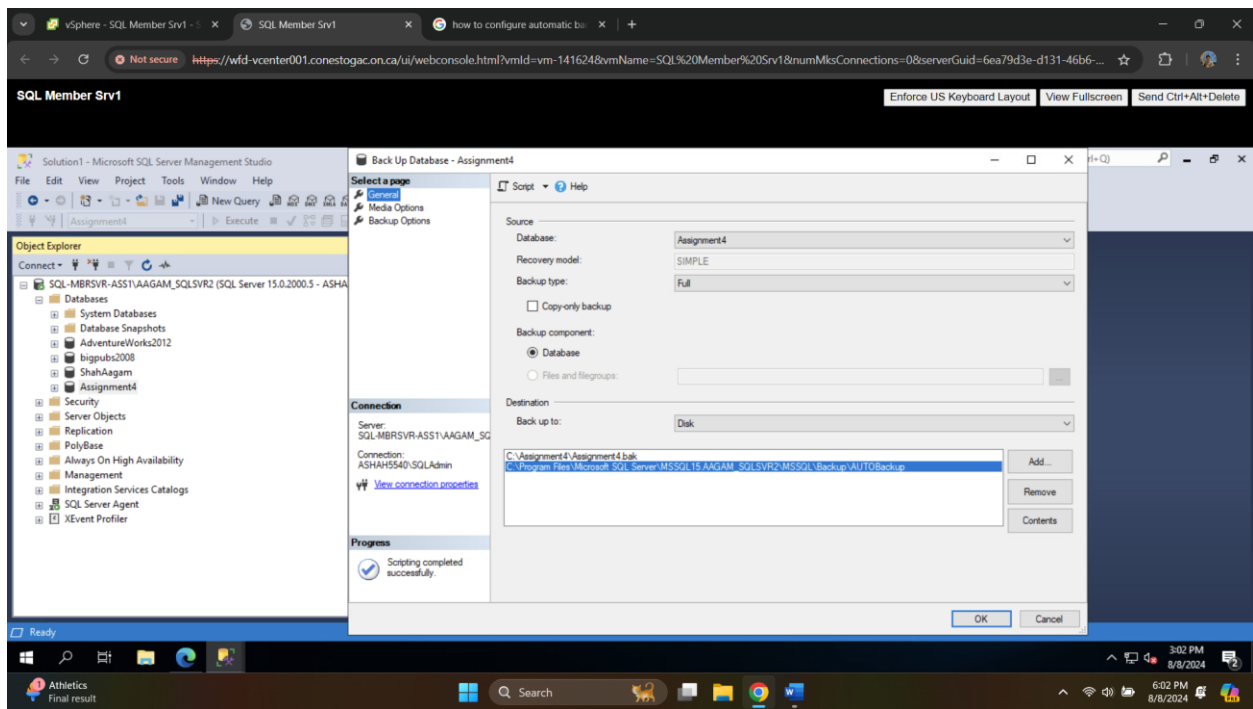 vSphere - SQL Member Srv1 - S
SQL Member Srv1
how to configure automatic ba
Not secure https://wfd-vcenter001.conestogac.on.ca/ui/webconsole.html?vmId=vm-141624&vmName=SQL%20Member%20Srv1&numMksConnections=0&serverGuid=6ea79d3e-d131-46b6-...
SQL Member Srv1
Enforce US Keyboard Layout View Fullscreen Send Ctrl+Alt+Delete
Solution1 - Microsoft SQL Server Management Studio
File Edit View Project Tools Window Help
New Query
Assignment4
Execute
Object Explorer
Connect
SQL-MBRSVR-ASS1\AAGAM_SQLSVR2 (SQL Server 15.0.2000.5 - ASHA
Databases
System Databases
Database Snapshots
AdventureWorks2012
bigpubs2008
ShahAagam
Assignment4
Security
Server Objects
Replication
PolyBase
Always On High Availability
Management
Integration Services Catalogs
SQL Server Agent
XEvent Profiler
Ready
Back Up Database - Assignment4
Select a page
General
Media Options
Backup Options
Connection
Server:
SQL-MBRSVR-ASS1\AAGAM_SQ
Connection:
ASHAH5540\SQLAdmin
View connection properties
Progress
Scripting completed
successfully.
Script Help
Source
Database: Assignment4
Recovery model: SIMPLE
Backup type: Full
Copy-only backup
Backup component:
Database
Files and filegroups:
Destination
Back up to: Disk
C:\Assignment4\Assignment4.bak
C:\Program Files\Microsoft SQL Server\MSSQL15.AAGAM_SQLSVR2\MSSQL\Backup\AUTOBackup
Add...
Remove
Contents
OK Cancel
3:02 PM
8/8/2024
2
1
Athletics
Final result
Search
6:02 PM
8/8/2024